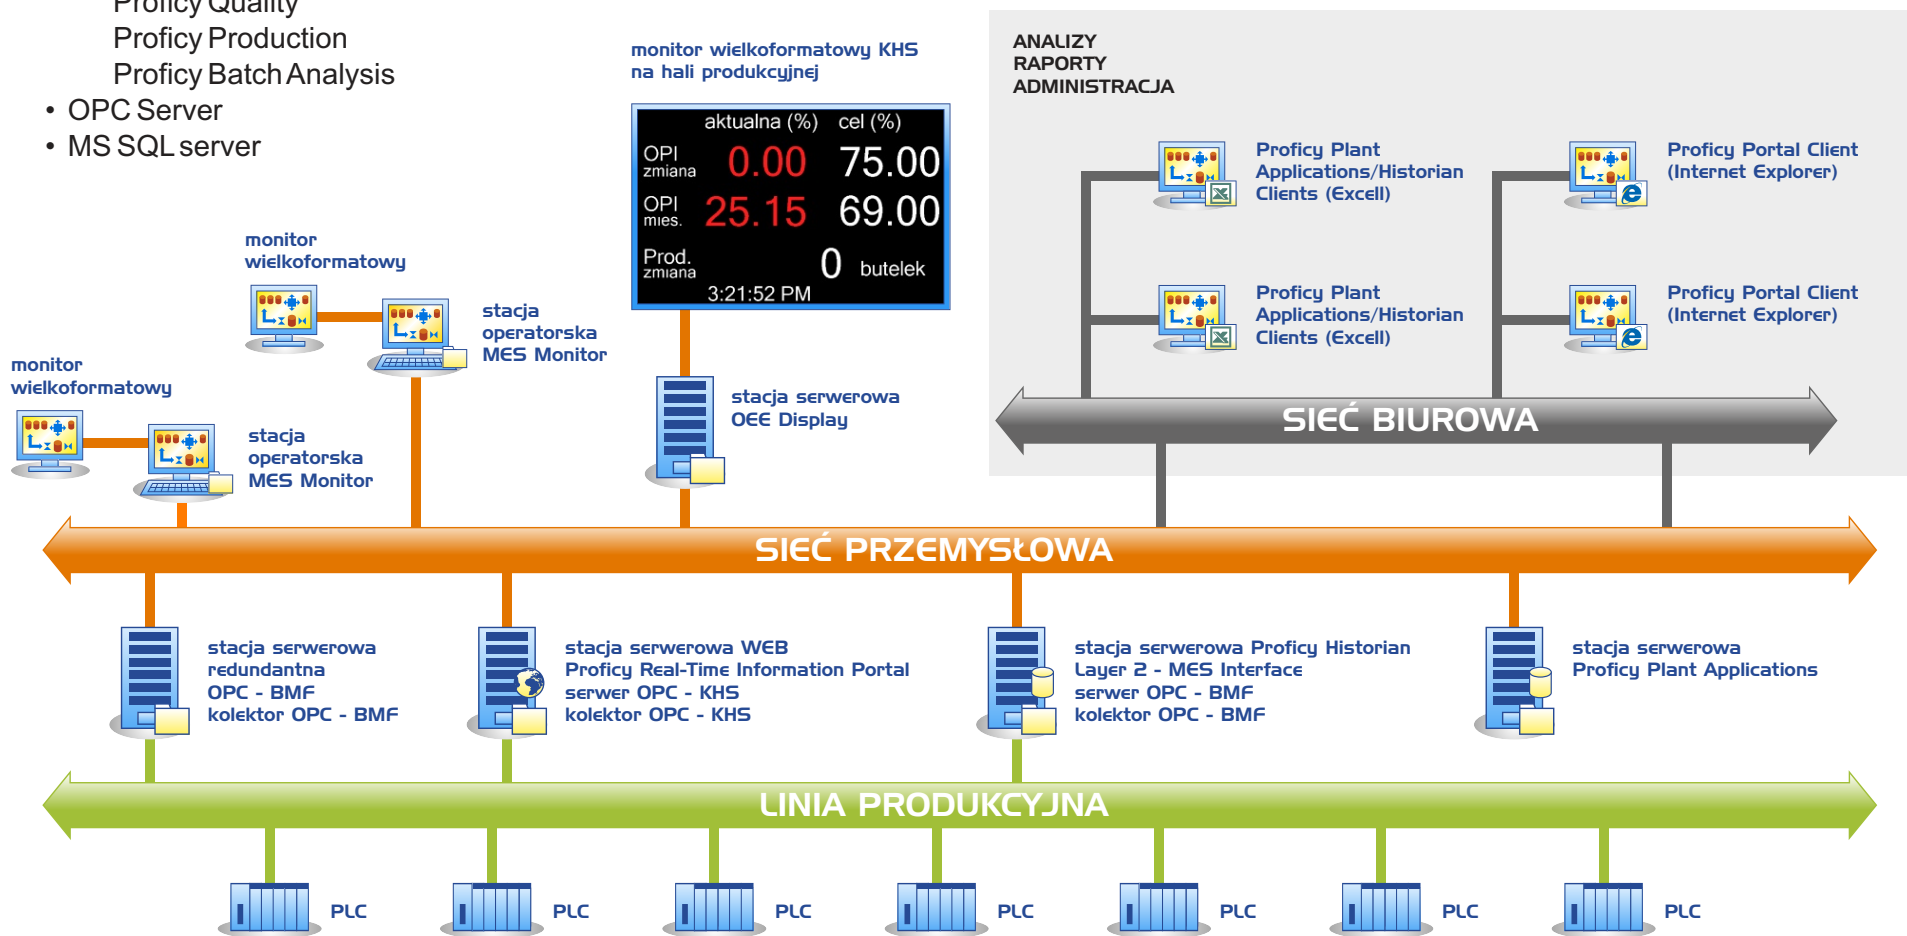 Proficy Quality
Proficy Production
Proficy Batch Analysis
• OPC Server
• MS SQL server
monitor wielkoformatowy KHS
na hali produkcyjnej
aktualna (%) cel (%)
OPI
zmiana
0.00 75.00
OPI
mies.
25.15 69.00
Prod.
zmiana
0 butelek
3:21:52 PM
ANALIZY
RAPORTY
ADMINISTRACJA
Proficy Plant
Applications/Historian
Clients (Excell)
Proficy Portal Client
(Internet Explorer)
Proficy Plant
Applications/Historian
Clients (Excell)
Proficy Portal Client
(Internet Explorer)
SIEĆ BIUROWA
monitor
wielkoformatowy
stacja
operatorska
MES Monitor
monitor
wielkoformatowy
stacja
operatorska
MES Monitor
stacja serwerowa
OEE Display
SIEĆ PRZEMYSŁOWA
stacja serwerowa
redundantna
OPC - BMF
kolektor OPC - BMF
stacja serwerowa WEB
Proficy Real-Time Information Portal
serwer OPC - KHS
kolektor OPC - KHS
stacja serwerowa Proficy Historian
Layer 2 - MES Interface
serwer OPC - BMF
kolektor OPC - BMF
stacja serwerowa
Proficy Plant Applications
LINIA PRODUKCYJNA
PLC
PLC
PLC
PLC
PLC
PLC
PLC